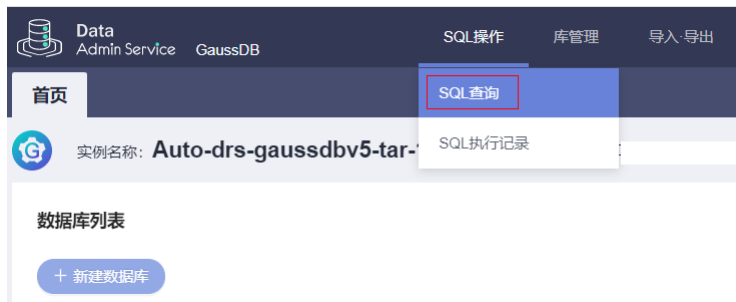 Data
Admin Service GaussDB SQL操作 库管理 导入·导出
首页 SQL查询
实例名称: Auto-drs-gaussdbv5-tar- SQL执行记录
数据库列表
+ 新建数据库